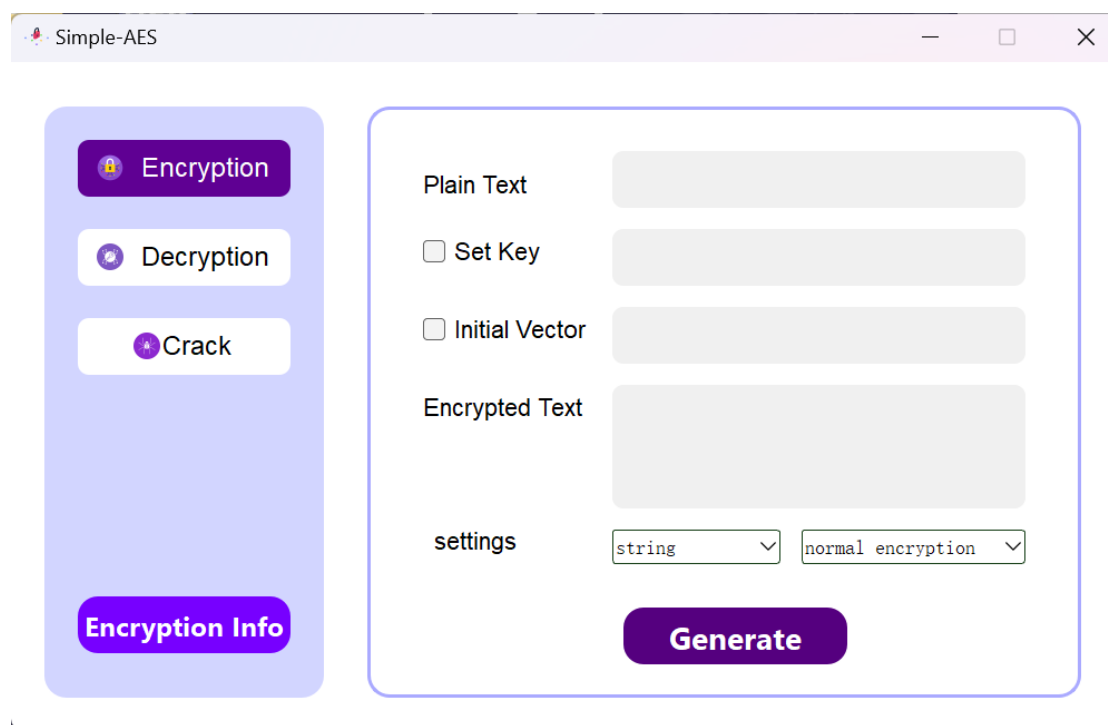 Simple-AES
Encryption
Decryption
Crack
Encryption Info
Plain Text
Set Key
Initial Vector
Encrypted Text
settings
string
normal encryption
Generate